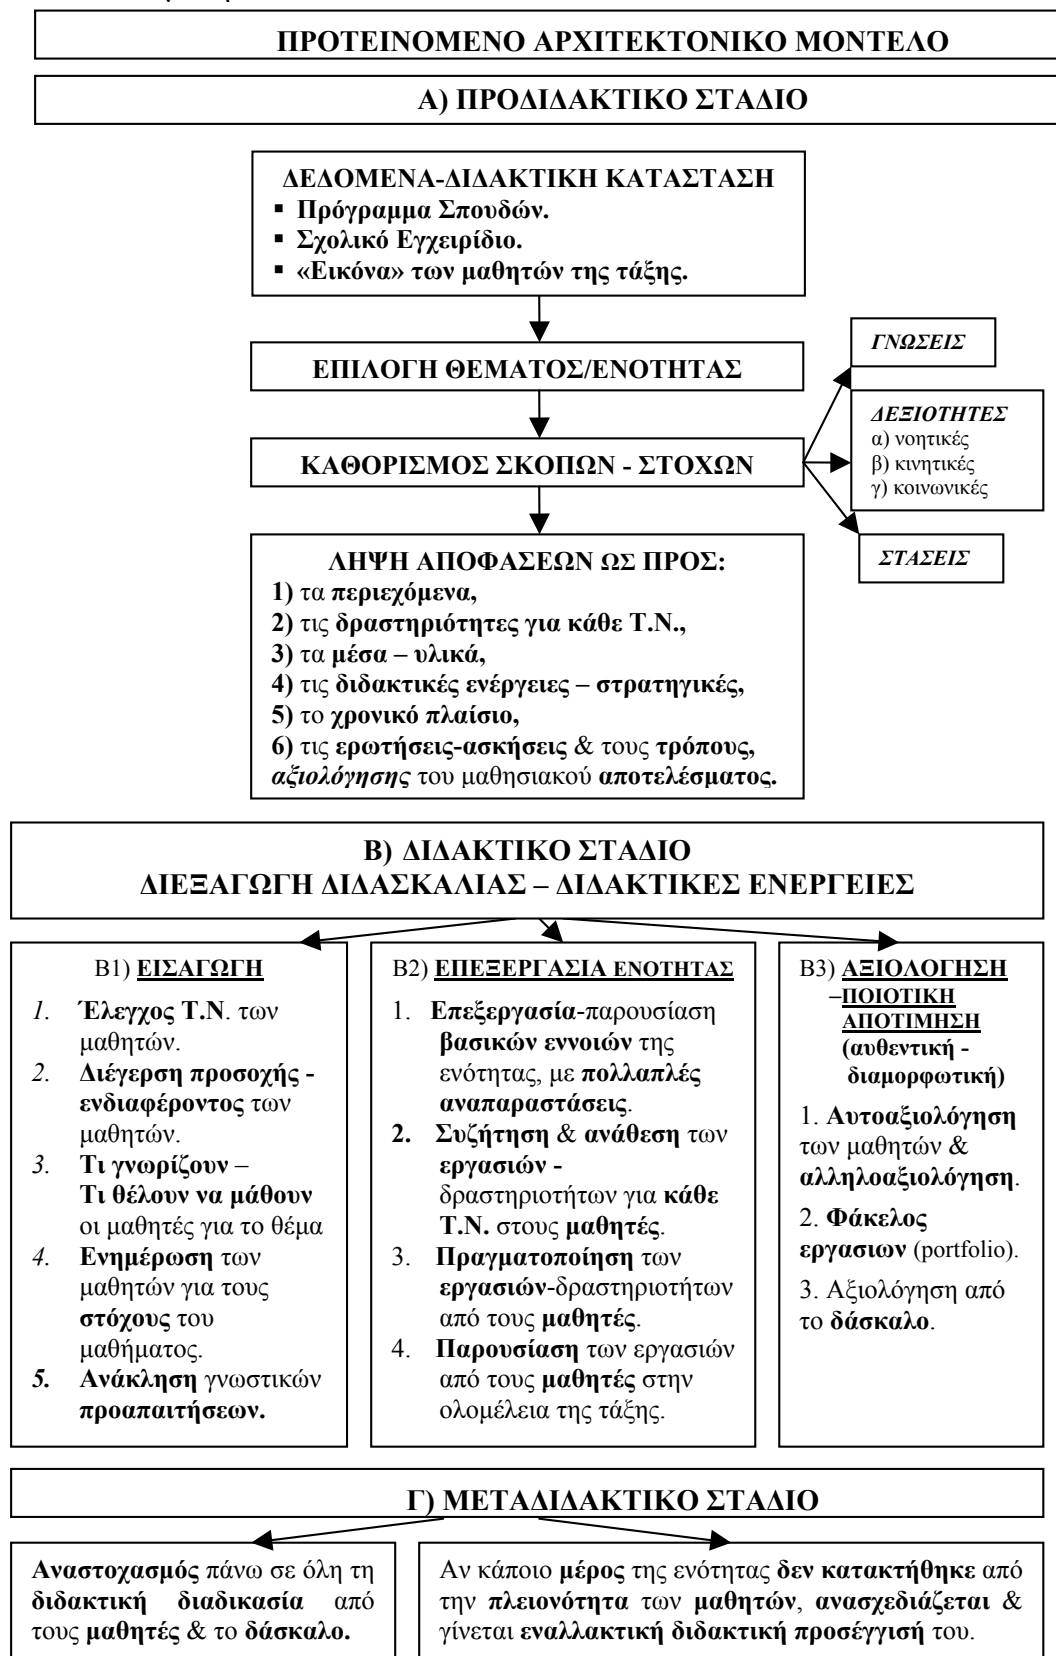 ΠΡΟΤΕΙΝΟΜΕΝΟ ΑΡΧΙΤΕΚΤΟΝΙΚΟ ΜΟΝΤΕΛΟ
Α) ΠΡΟΔΙΔΑΚΤΙΚΟ ΣΤΑΔΙΟ
ΔΕΔΟΜΕΝΑ-ΔΙΔΑΚΤΙΚΗ ΚΑΤΑΣΤΑΣΗ
▪ Πρόγραμμα Σπουδών.
▪ Σχολικό Εγχειρίδιο.
▪ «Εικόνα» των μαθητών της τάξης.
ΕΠΙΛΟΓΗ ΘΕΜΑΤΟΣ/ΕΝΟΤΗΤΑΣ
ΚΑΘΟΡΙΣΜΟΣ ΣΚΟΠΩΝ - ΣΤΟΧΩΝ
ΓΝΩΣΕΙΣ
ΔΕΞΙΟΤΗΤΕΣ
α) νοητικές
β) κινητικές
γ) κοινωνικές
ΣΤΑΣΕΙΣ
ΛΗΨΗ ΑΠΟΦΑΣΕΩΝ ΩΣ ΠΡΟΣ:
1) τα περιεχόμενα,
2) τις δραστηριότητες για κάθε Τ.Ν.,
3) τα μέσα – υλικά,
4) τις διδακτικές ενέργειες – στρατηγικές,
5) το χρονικό πλαίσιο,
6) τις ερωτήσεις-ασκήσεις & τους τρόπους,
αξιολόγησης του μαθησιακού αποτελέσματος.
Β) ΔΙΔΑΚΤΙΚΟ ΣΤΑΔΙΟ
ΔΙΕΞΑΓΩΓΗ ΔΙΔΑΣΚΑΛΙΑΣ – ΔΙΔΑΚΤΙΚΕΣ ΕΝΕΡΓΕΙΕΣ
Β1) ΕΙΣΑΓΩΓΗ
1. Έλεγχος Τ.Ν. των
μαθητών.
2. Διέγερση προσοχής -
ενδιαφέροντος των
μαθητών.
3. Τι γνωρίζουν –
Τι θέλουν να μάθουν
οι μαθητές για το θέμα
4. Ενημέρωση των
μαθητών για τους
στόχους του
μαθήματος.
5. Ανάκληση γνωστικών
προαπαιτήσεων.
Β2) ΕΠΕΞΕΡΓΑΣΙΑ ΕΝΟΤΗΤΑΣ
1. Επεξεργασία-παρουσίαση
βασικών εννοιών της
ενότητας, με πολλαπλές
αναπαραστάσεις.
2. Συζήτηση & ανάθεση των
εργασιών -
δραστηριοτήτων για κάθε
Τ.Ν. στους μαθητές.
3. Πραγματοποίηση των
εργασιών-δραστηριοτήτων
από τους μαθητές.
4. Παρουσίαση των εργασιών
από τους μαθητές στην
ολομέλεια της τάξης.
Β3) ΑΞΙΟΛΟΓΗΣΗ
–ΠΟΙΟΤΙΚΗ
ΑΠΟΤΙΜΗΣΗ
(αυθεντική -
διαμορφωτική)
1. Αυτοαξιολόγηση
των μαθητών &
αλληλοαξιολόγηση.
2. Φάκελος
εργασιων (portfolio).
3. Αξιολόγηση από
το δάσκαλο.
Γ) ΜΕΤΑΔΙΔΑΚΤΙΚΟ ΣΤΑΔΙΟ
Αναστοχασμός πάνω σε όλη τη
διδακτική διαδικασία από
τους μαθητές & το δάσκαλο.
Αν κάποιο μέρος της ενότητας δεν κατακτήθηκε από
την πλειονότητα των μαθητών, ανασχεδιάζεται &
γίνεται εναλλακτική διδακτική προσέγγισή του.